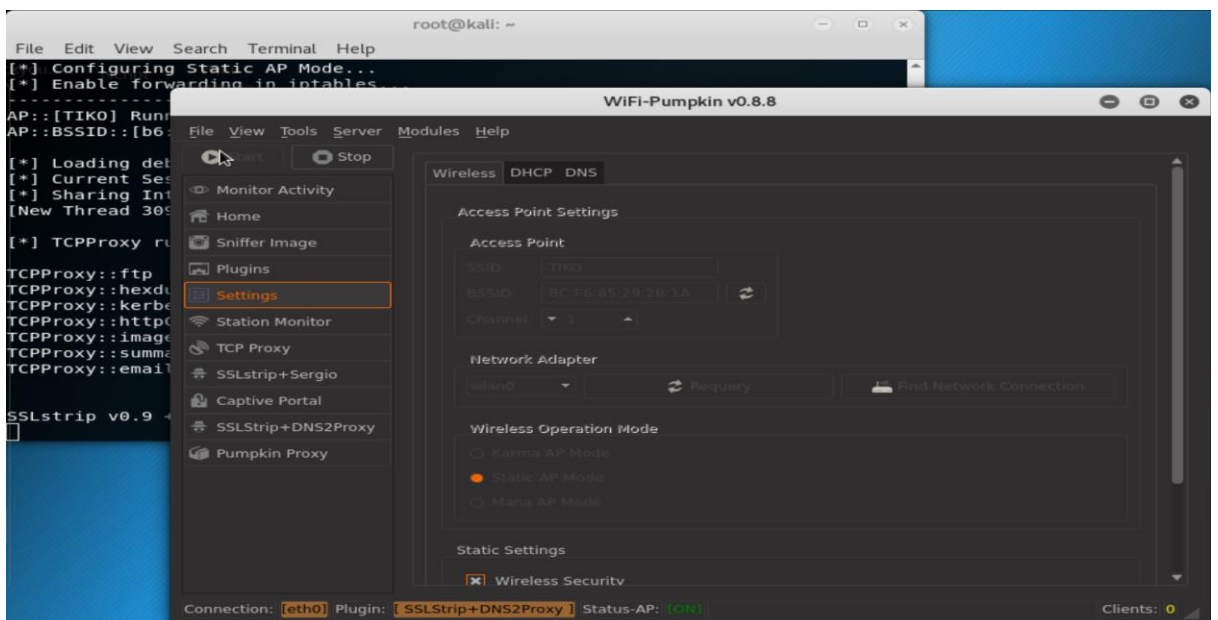 root@kali: ~
File Edit View Search Terminal Help
[*] Configuring Static AP Mode...
[*] Enable forwarding in iptables...
AP::[TIKO] Runn
AP::BSSID::[b6:
[*] Loading deb
[*] Current Ses
[*] Sharing Int
[New Thread 309
[*] TCPProxy ru
TCPProxy::ftp
TCPProxy::hexdu
TCPProxy::kerbe
TCPProxy::httpC
TCPProxy::image
TCPProxy::summa
TCPProxy::email
SSLstrip v0.9 +
WiFi-Pumpkin v0.8.8
File View Tools Server Modules Help
Start Stop
Monitor Activity
Home
Sniffer Image
Plugins
Settings
Station Monitor
TCP Proxy
SSLstrip+Sergio
Captive Portal
SSLStrip+DNS2Proxy
Pumpkin Proxy
Wireless DHCP DNS
Access Point Settings
Access Point
SSID: TIKO
BSSID: BC:F6:85:29:2B:1A
Channel: 1
Network Adapter
wlan0 Requery Find Network Connection
Wireless Operation Mode
Karma AP Mode
Static AP Mode
Mana AP Mode
Static Settings
Wireless Security
Connection: [eth0] Plugin: [ SSLStrip+DNS2Proxy ] Status-AP: [ON] Clients: 0